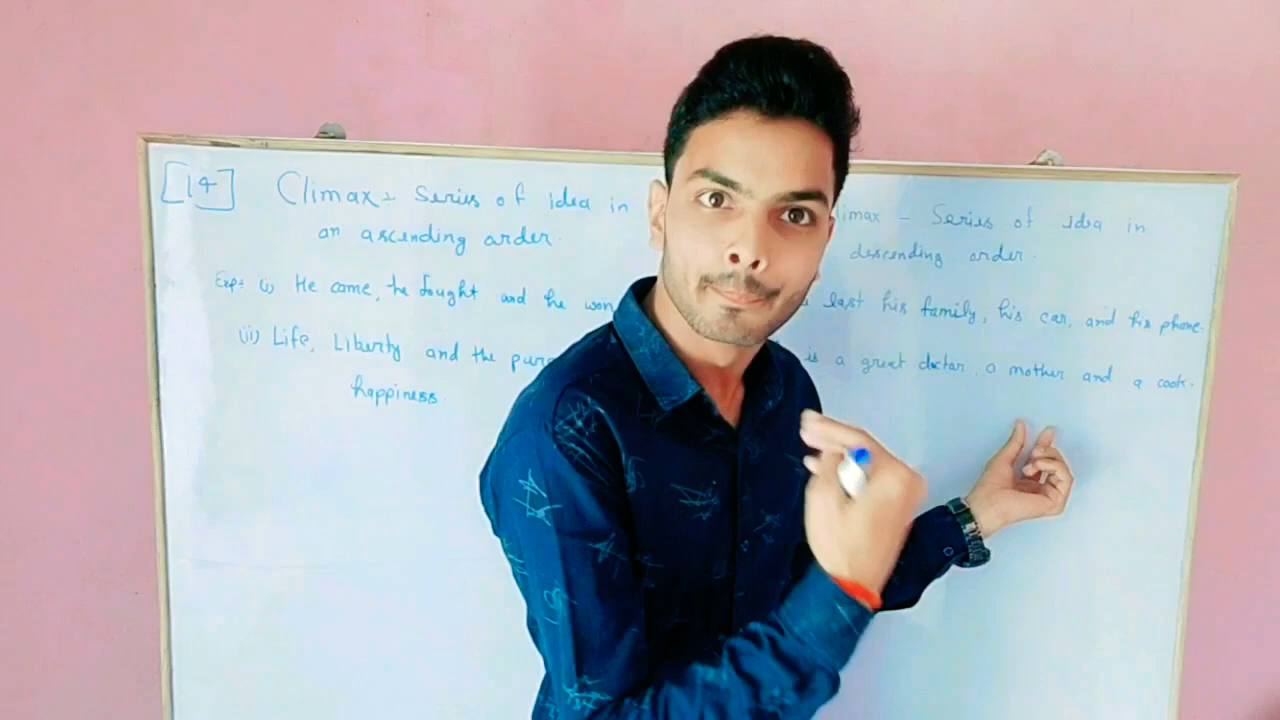 [14] Climax:- Series of idea in
an ascending order.
Exp:- (i) He came, he fought and he won
(ii) Life, Liberty and the pur
happiness.
limax - Series of idea in
descending order.
last his family, his car, and his phone.
is a great doctor, a mother and a cook.